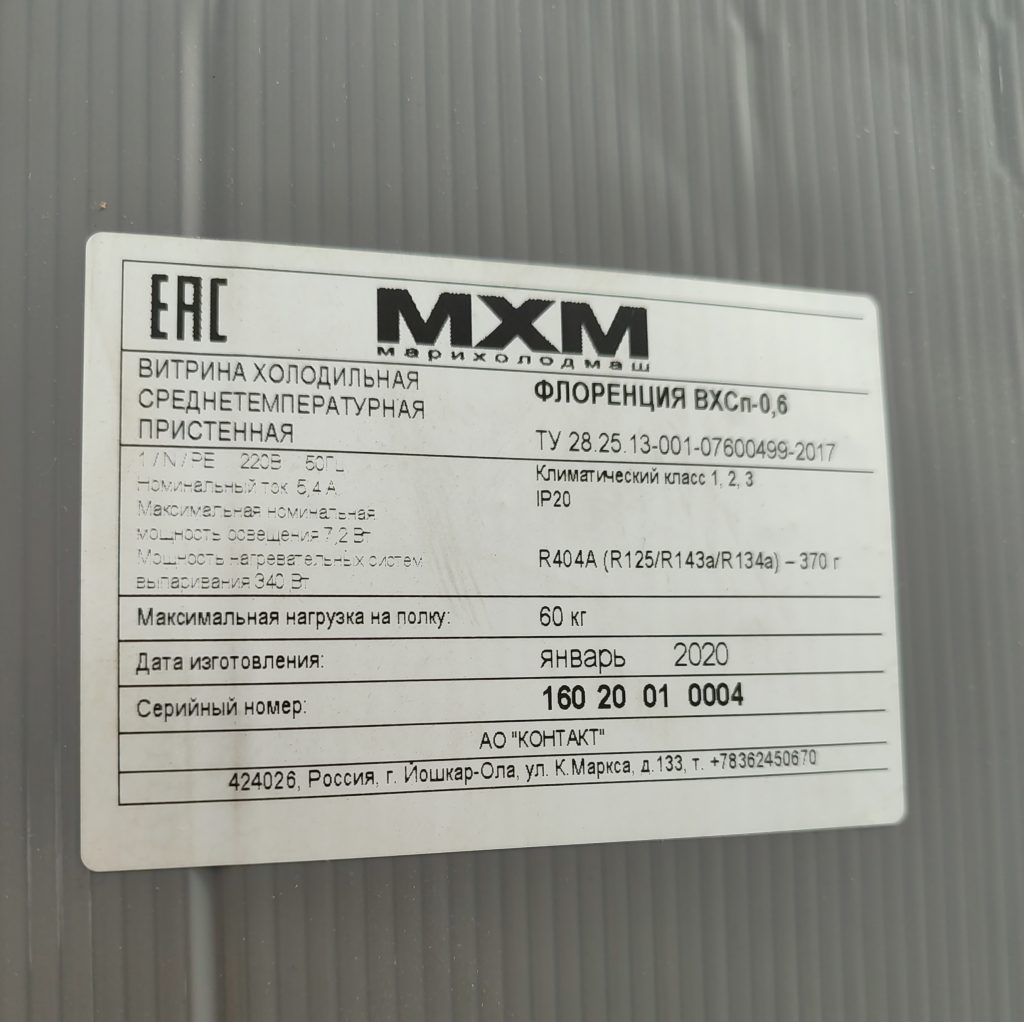 ЕАС
МХМ
марихолодмаш
ВИТРИНА ХОЛОДИЛЬНАЯ
СРЕДНЕТЕМПЕРАТУРНАЯ
ПРИСТЕННАЯ
ФЛОРЕНЦИЯ ВХСп-0,6
ТУ 28.25.13-001-07600499-2017
1/N/PE 220В 50Гц
Номинальный ток 5,4 А
Максимальная номинальная
мощность освещения 7,2 Вт
Мощность нагревательных систем
выпаривания 340 Вт
Климатический класс 1, 2, 3
IP20
R404A (R125/R143a/R134a) – 370 г
Максимальная нагрузка на полку: 60 кг
Дата изготовления: январь 2020
Серийный номер: 160 20 01 0004
АО "КОНТАКТ"
424026, Россия, г. Йошкар-Ола, ул. К.Маркса, д.133, т. +78362450670